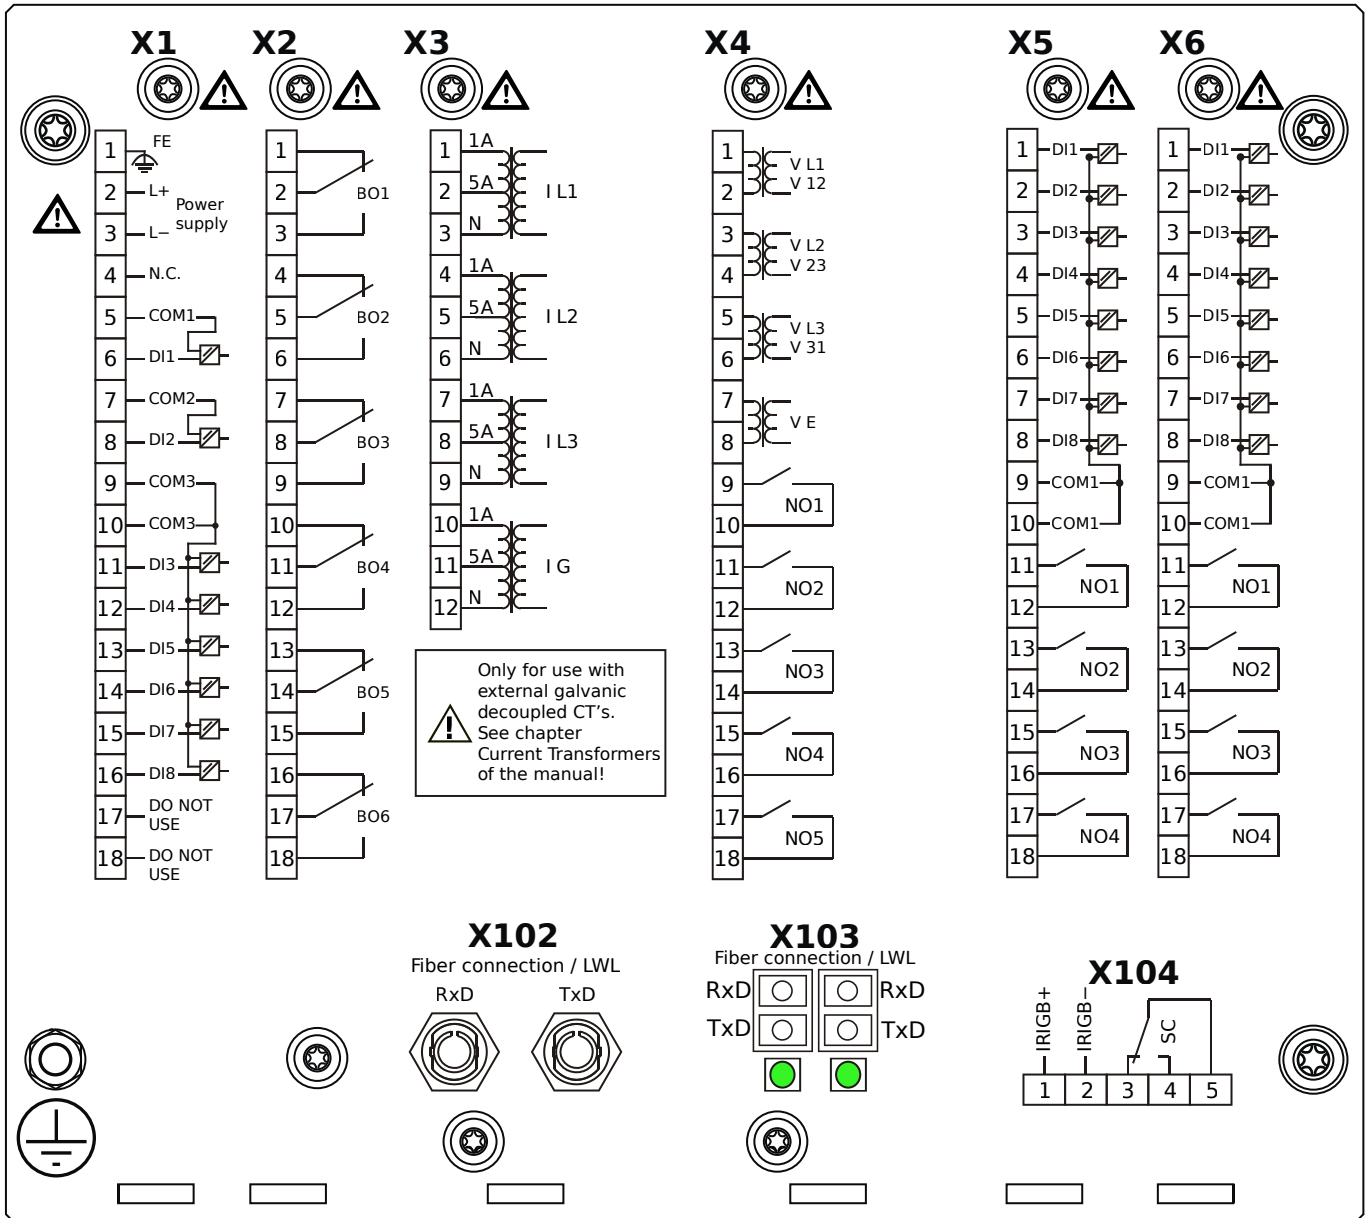 X1 X2 X3 X4 X5 X6
1 FE
2 L+
Power
supply
3 L−
4 N.C.
5 COM1
6 DI1
7 COM2
8 DI2
9 COM3
10 COM3
11 DI3
12 DI4
13 DI5
14 DI6
15 DI7
16 DI8
17 DO NOT
USE
18 DO NOT
USE
1
2 BO1
3
4
5 BO2
6
7
8 BO3
9
10
11 BO4
12
13
14 BO5
15
16
17 BO6
18
1 1A
2 5A I L1
3 N
4 1A
5 5A I L2
6 N
7 1A
8 5A I L3
9 N
10 1A
11 5A I G
12 N
Only for use with
external galvanic
decoupled CT's.
See chapter
Current Transformers
of the manual!
1 V L1
2 V 12
3 V L2
4 V 23
5 V L3
6 V 31
7
V E
8
9
NO1
10
11
NO2
12
13
NO3
14
15
NO4
16
17
NO5
18
1 DI1
2 DI2
3 DI3
4 DI4
5 DI5
6 DI6
7 DI7
8 DI8
9 COM1
10 COM1
11
NO1
12
13
NO2
14
15
NO3
16
17
NO4
18
1 DI1
2 DI2
3 DI3
4 DI4
5 DI5
6 DI6
7 DI7
8 DI8
9 COM1
10 COM1
11
NO1
12
13
NO2
14
15
NO3
16
17
NO4
18
X102
Fiber connection / LWL
RxD TxD
X103
Fiber connection / LWL
RxD RxD
TxD TxD
X104
IRIGB+
IRIGB−
SC
1 2 3 4 5